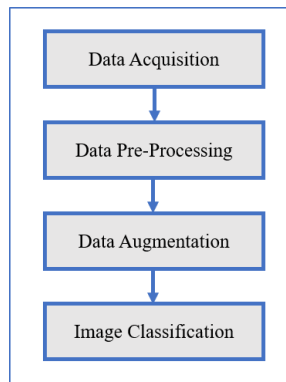 Data Acquisition
Data Pre-Processing
Data Augmentation
Image Classification